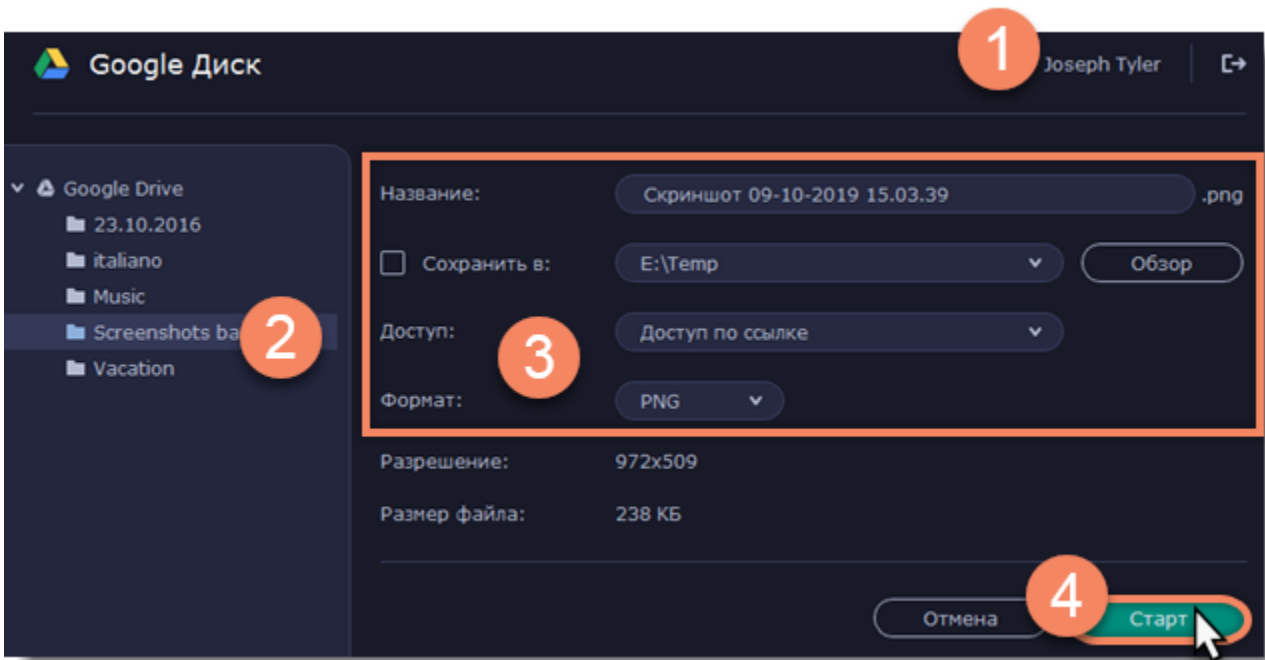 Google Диск
1
Joseph Tyler
Google Drive
23.10.2016
italiano
Music
Screenshots
2
Vacation
Название:
Скриншот 09-10-2019 15.03.39
.png
Сохранить в:
E:\Temp
Обзор
Доступ:
3
Доступ по ссылке
Формат:
PNG
Разрешение:
972x509
Размер файла:
238 КБ
Отмена
4
Старт